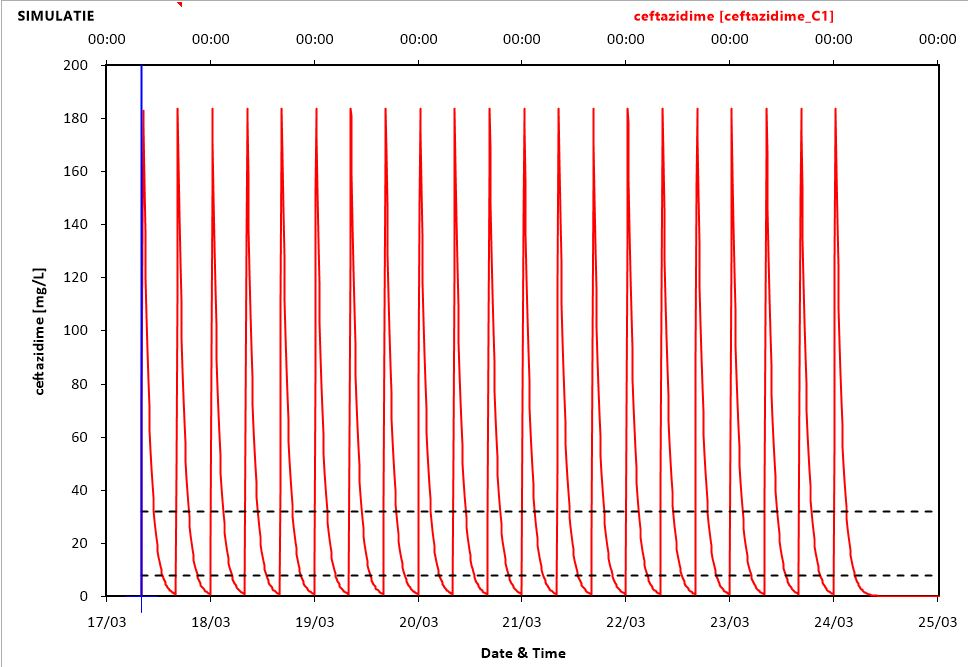 SIMULATIE
ceftazidime [ceftazidime_C1]
00:00 00:00 00:00 00:00 00:00 00:00 00:00 00:00 00:00
200
180
160
140
120
100
80
60
40
20
0
ceftazidime [mg/L]
17/03 18/03 19/03 20/03 21/03 22/03 23/03 24/03 25/03
Date & Time